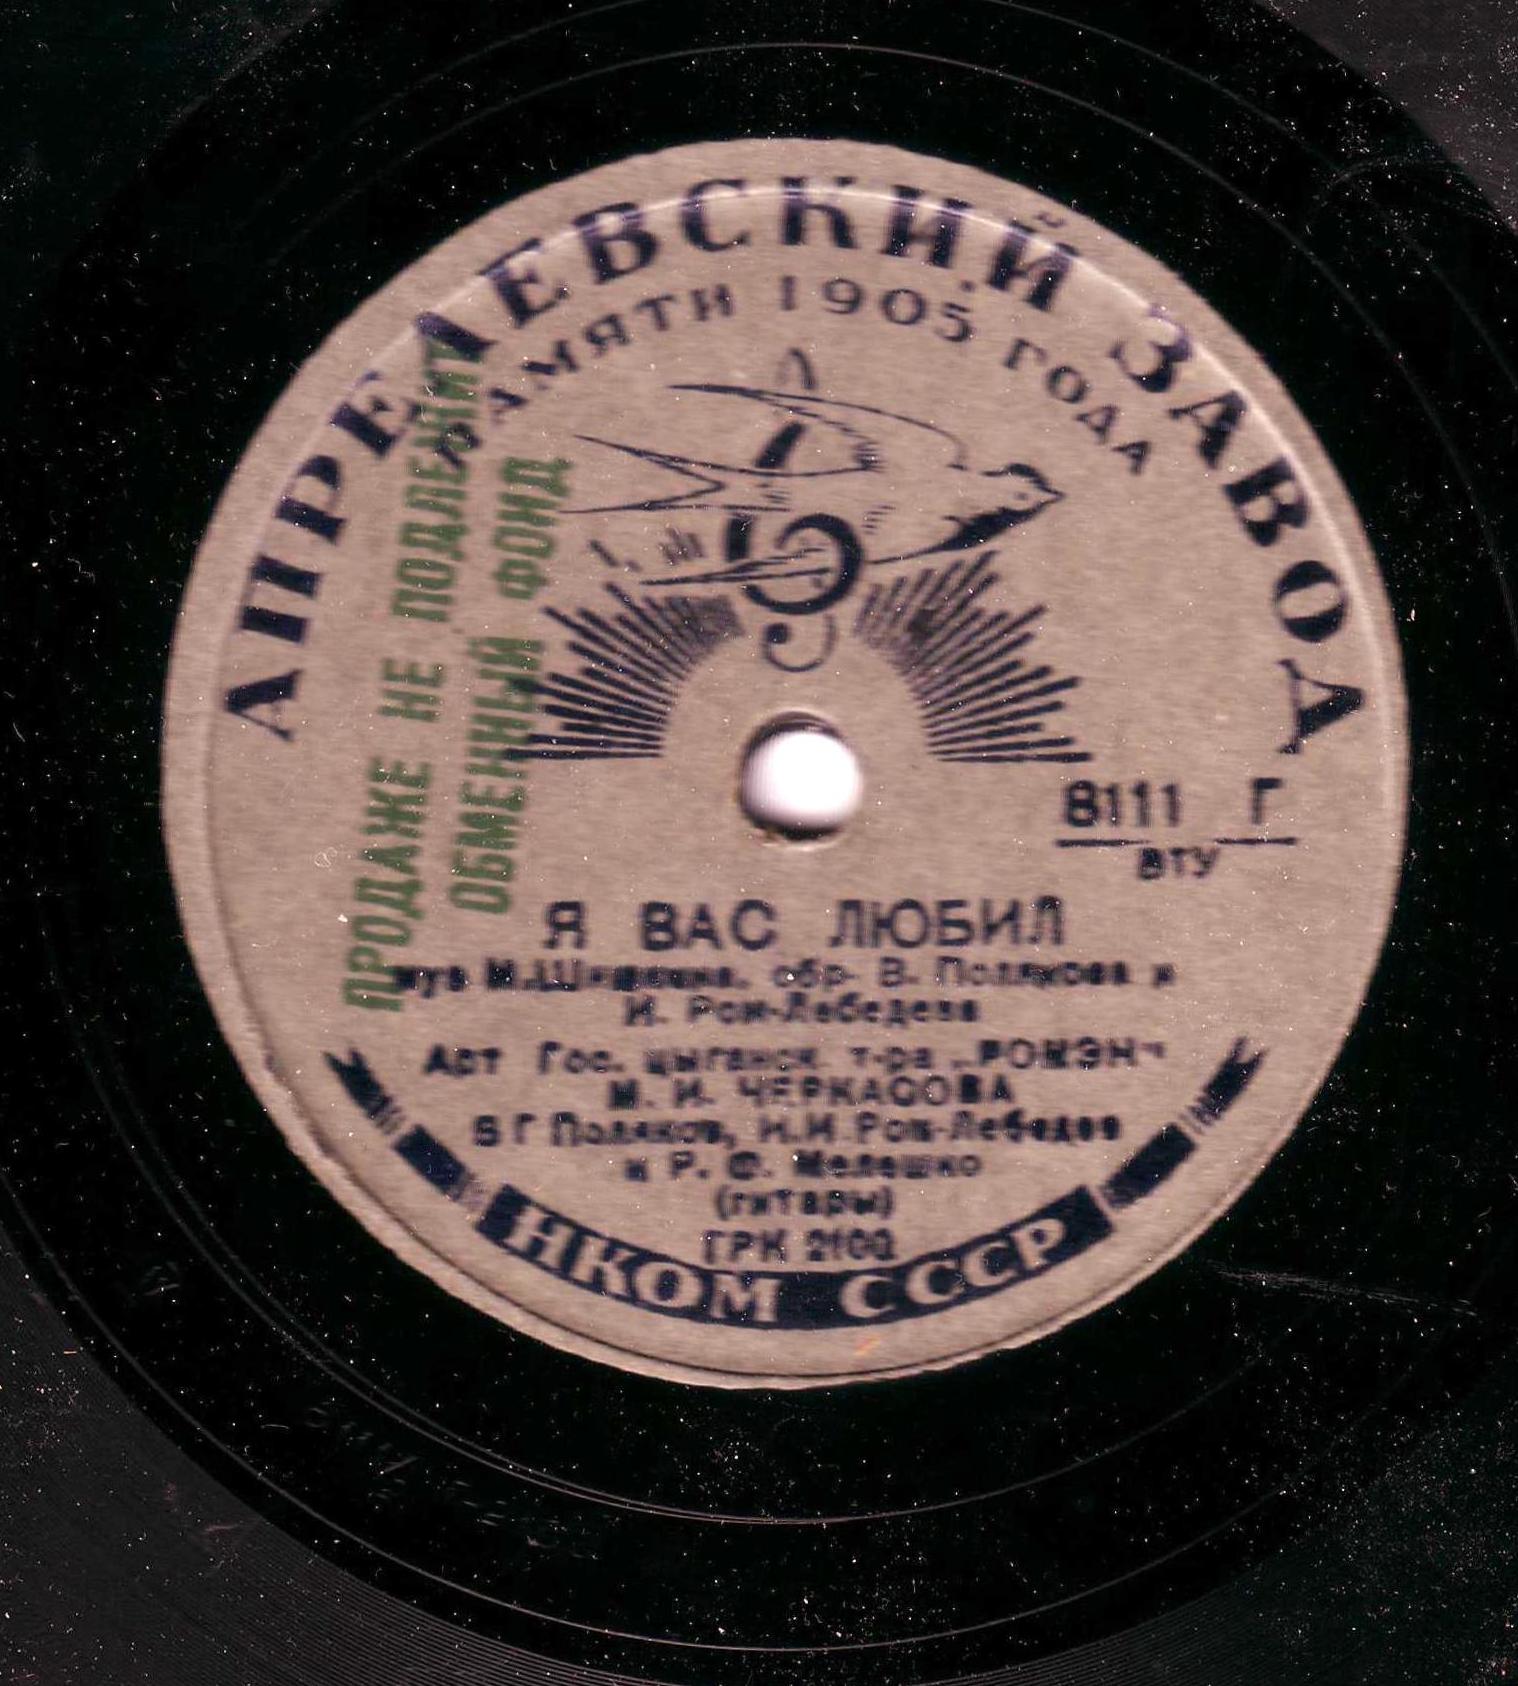 АПРЕЛЕВСКИЙ ЗАВОД
ПАМЯТИ 1905 ГОДА
ПРОДАЖЕ НЕ ПОДЛЕЖИТ
ОБМЕННЫЙ ФОНД
8111 Г
ВТУ
Я ВАС ЛЮБИЛ
муз М. Шишкина, обр. В. Полякова и
И. Ром-Лебедева
Арт Гос. цыганск. т-ра „РОМЭН“
М. И. ЧЕРКАСОВА
В Г Поляков, И. И. Ром-Лебедев
и Р. Ф. Мелешко
(гитары)
ГРК 2100
НКОМ СССР